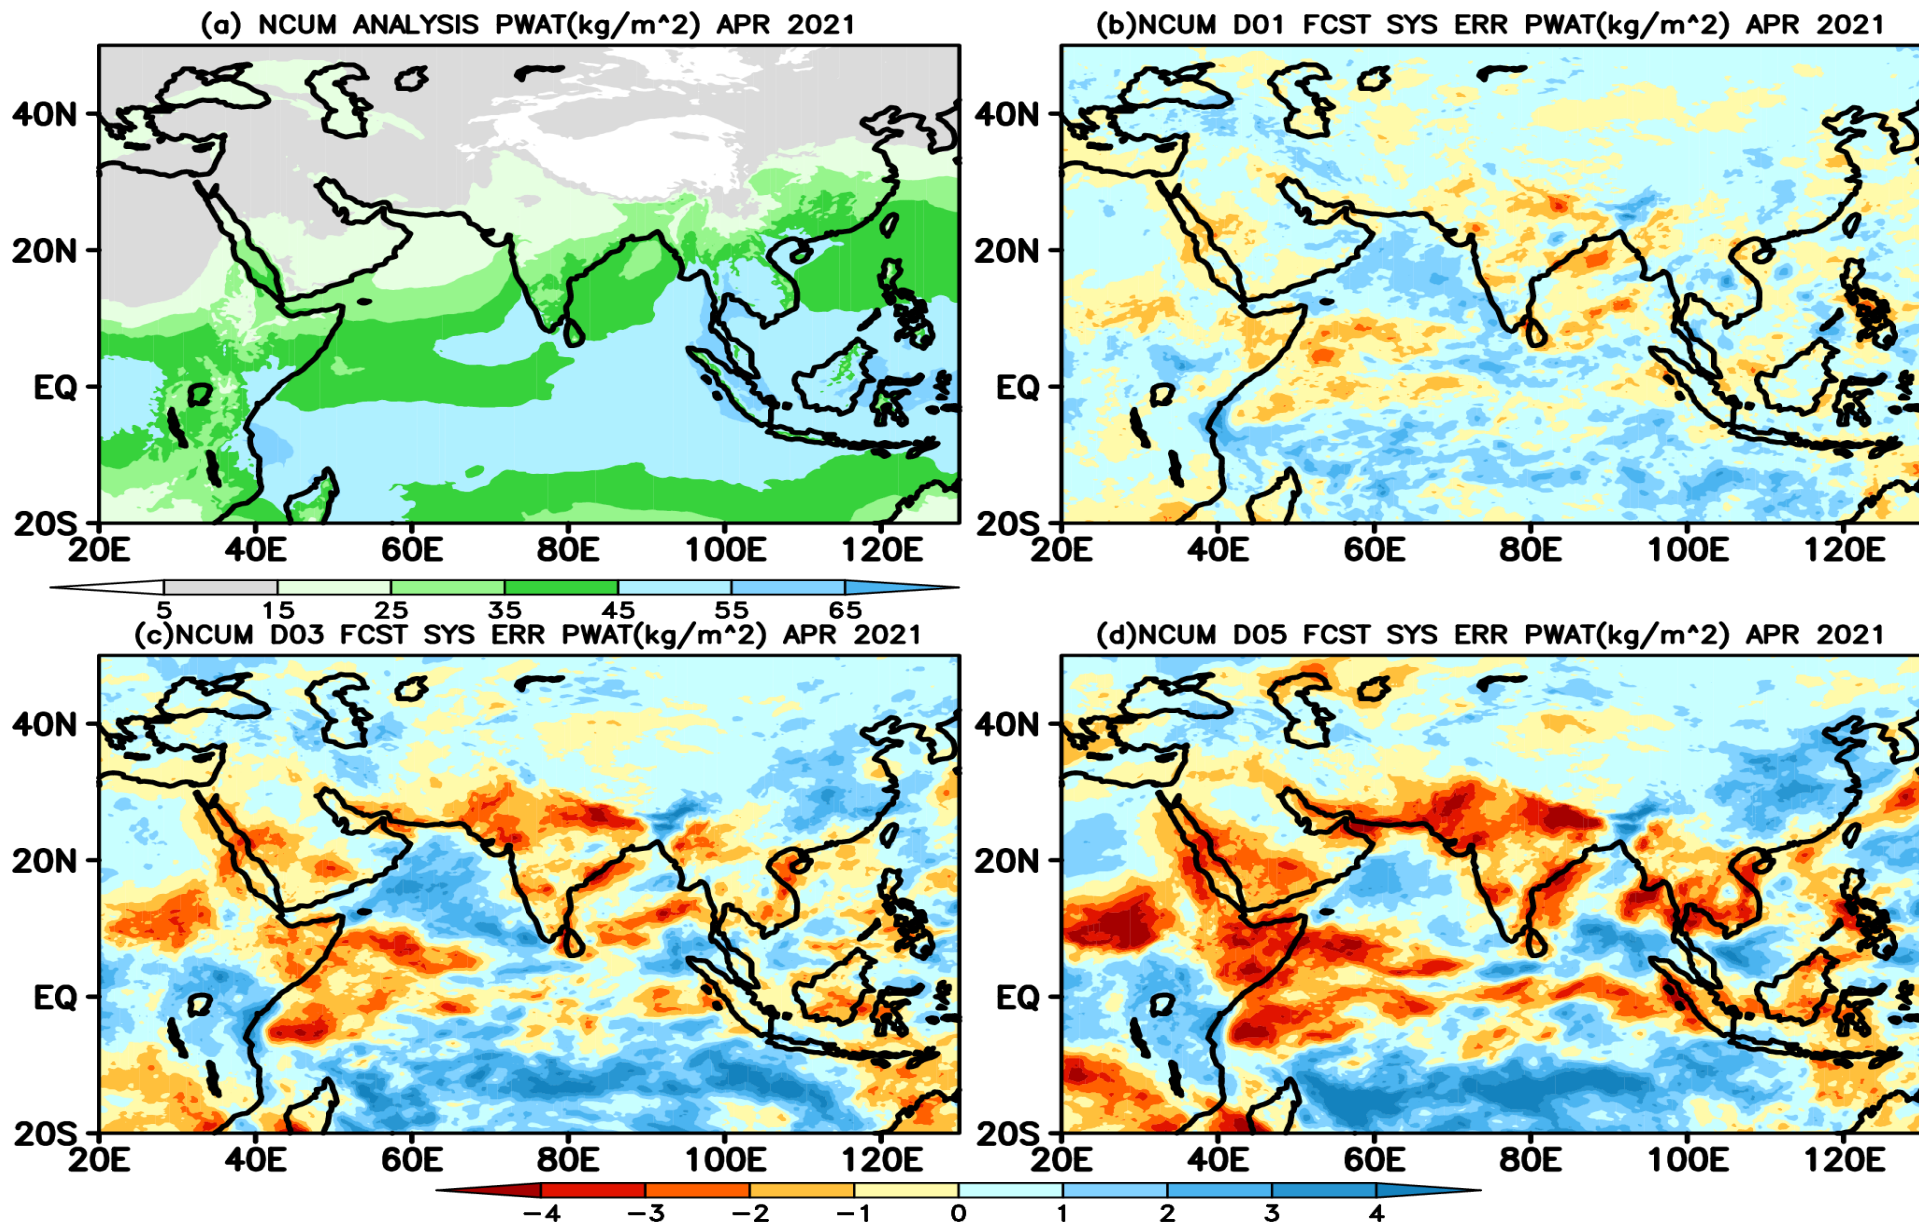 (a) NCUM ANALYSIS PWAT(kg/m^2) APR 2021
(b)NCUM D01 FCST SYS ERR PWAT(kg/m^2) APR 2021
40N
20N
EQ
20S
20E 40E 60E 80E 100E 120E
40N
20N
EQ
20S
20E 40E 60E 80E 100E 120E
5 15 25 35 45 55 65
(c)NCUM D03 FCST SYS ERR PWAT(kg/m^2) APR 2021
(d)NCUM D05 FCST SYS ERR PWAT(kg/m^2) APR 2021
40N
20N
EQ
20S
20E 40E 60E 80E 100E 120E
40N
20N
EQ
20S
20E 40E 60E 80E 100E 120E
−4 −3 −2 −1 0 1 2 3 4